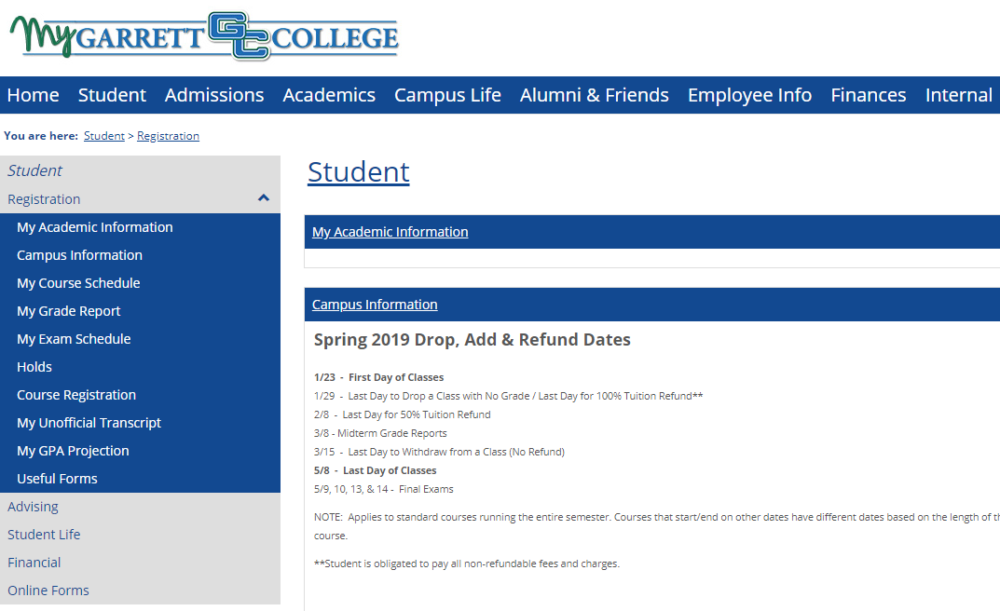 My GARRETT GC COLLEGE
Home Student Admissions Academics Campus Life Alumni & Friends Employee Info Finances Internal
You are here: Student > Registration
Student
Registration
My Academic Information
Campus Information
My Course Schedule
My Grade Report
My Exam Schedule
Holds
Course Registration
My Unofficial Transcript
My GPA Projection
Useful Forms
Advising
Student Life
Financial
Online Forms
Student
My Academic Information
Campus Information
Spring 2019 Drop, Add & Refund Dates
1/23 - First Day of Classes
1/29 - Last Day to Drop a Class with No Grade / Last Day for 100% Tuition Refund**
2/8 - Last Day for 50% Tuition Refund
3/8 - Midterm Grade Reports
3/15 - Last Day to Withdraw from a Class (No Refund)
5/8 - Last Day of Classes
5/9, 10, 13, & 14 - Final Exams
NOTE: Applies to standard courses running the entire semester. Courses that start/end on other dates have different dates based on the length of
course.
**Student is obligated to pay all non-refundable fees and charges.